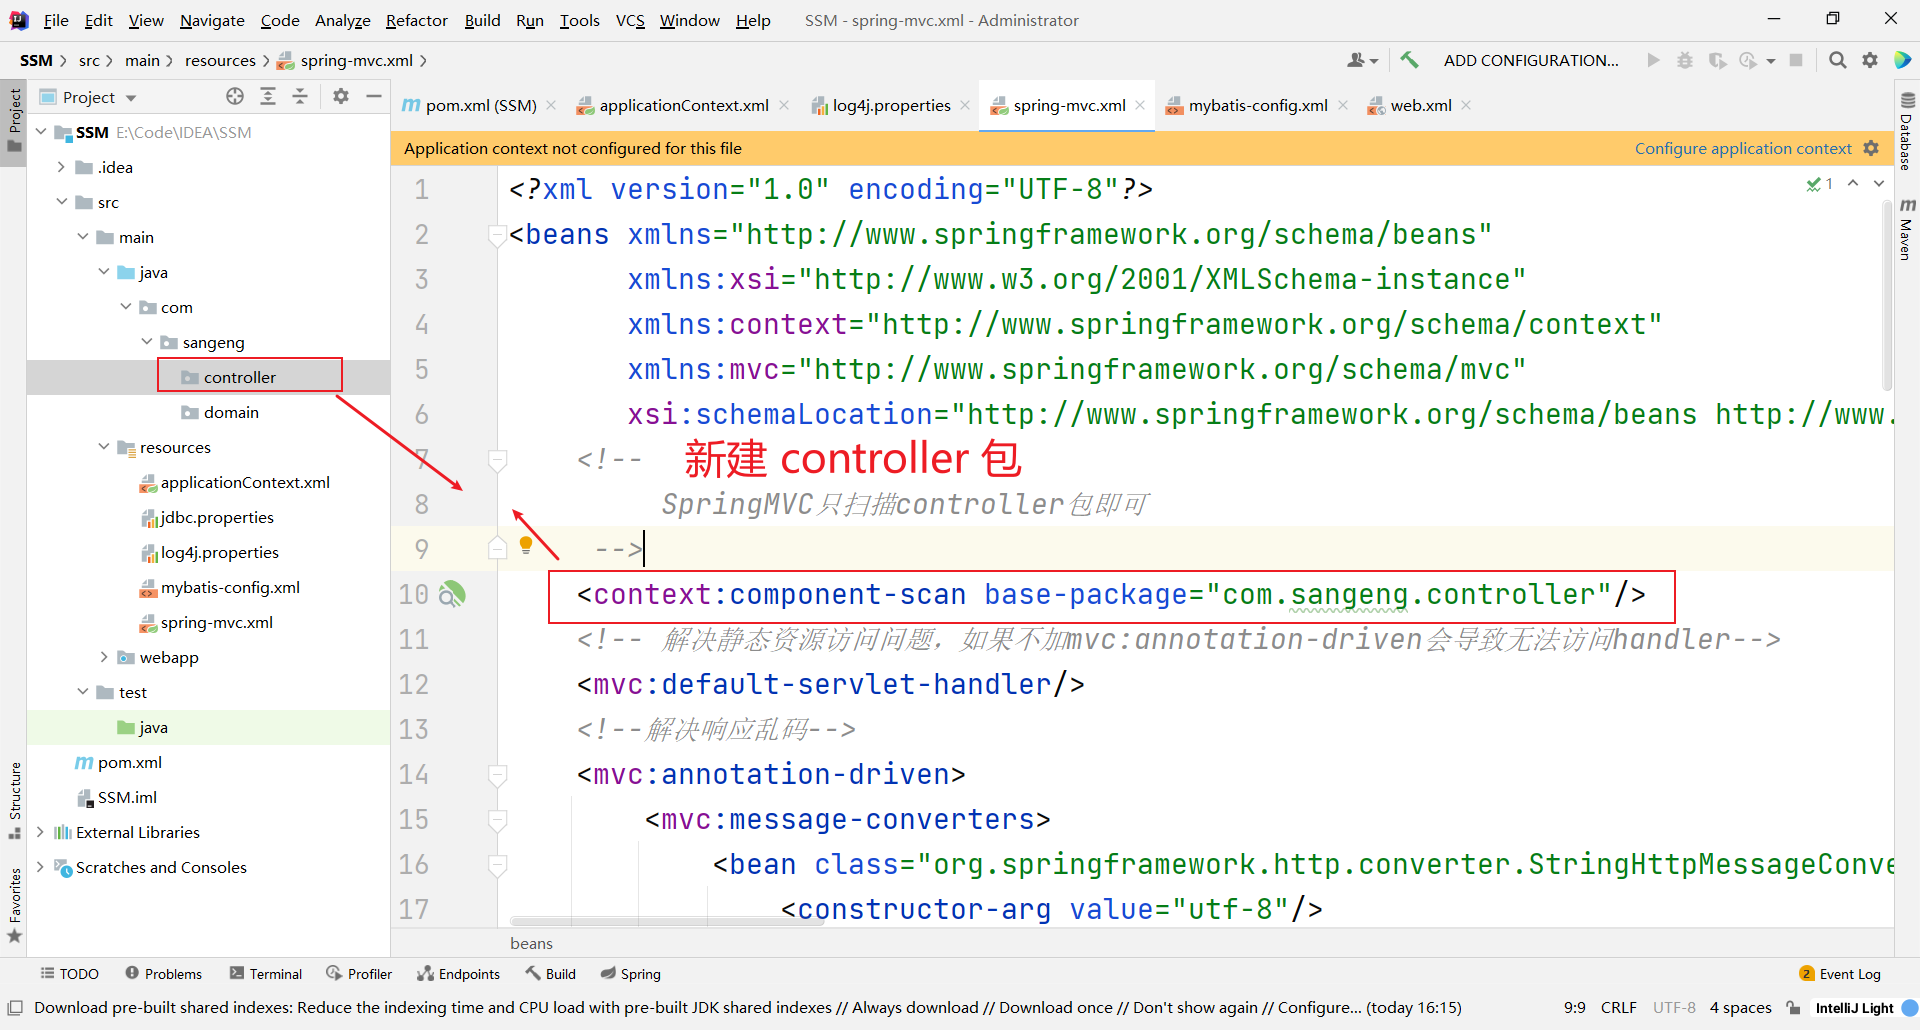 File Edit View Navigate Code Analyze Refactor Build Run Tools VCS Window Help SSM - spring-mvc.xml - Administrator
SSM src main resources spring-mvc.xml ADD CONFIGURATION...
Project
Project
pom.xml (SSM) applicationContext.xml log4j.properties spring-mvc.xml mybatis-config.xml web.xml
Application context not configured for this file Configure application context
SSM E:\Code\IDEA\SSM
.idea
src
main
java
com
sangeng
controller
domain
resources
applicationContext.xml
jdbc.properties
log4j.properties
mybatis-config.xml
spring-mvc.xml
webapp
test
java
pom.xml
SSM.iml
External Libraries
Scratches and Consoles
1
1 <?xml version="1.0" encoding="UTF-8"?>
2 <beans xmlns="http://www.springframework.org/schema/beans"
3 xmlns:xsi="http://www.w3.org/2001/XMLSchema-instance"
4 xmlns:context="http://www.springframework.org/schema/context"
5 xmlns:mvc="http://www.springframework.org/schema/mvc"
6 xsi:schemaLocation="http://www.springframework.org/schema/beans http://www.
7 <!--
新建 controller 包
8 SpringMVC只扫描controller包即可
9 -->
10 <context:component-scan base-package="com.sangeng.controller"/>
11 <!-- 解决静态资源访问问题，如果不加mvc:annotation-driven会导致无法访问handler-->
12 <mvc:default-servlet-handler/>
13 <!--解决响应乱码-->
14 <mvc:annotation-driven>
15 <mvc:message-converters>
16 <bean class="org.springframework.http.converter.StringHttpMessageConve
17 <constructor-arg value="utf-8"/>
beans
Structure
Favorites
Database
Maven
TODO Problems Terminal Profiler Endpoints Build Spring 2 Event Log
Download pre-built shared indexes: Reduce the indexing time and CPU load with pre-built JDK shared indexes // Always download // Download once // Don't show again // Configure... (today 16:15) 9:9 CRLF UTF-8 4 spaces IntelliJ Light